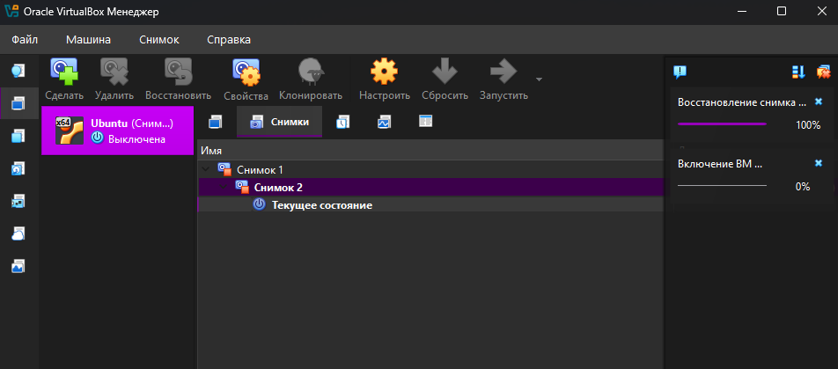 Oracle VirtualBox Менеджер
Файл Машина Снимок Справка
Сделать Удалить Восстановить Свойства Клонировать Настроить Сбросить Запустить
x64
Ubuntu (Сним...)
Выключена
Снимки
Имя
Снимок 1
Снимок 2
Текущее состояние
Восстановление снимка ...
100%
Включение ВМ ...
0%